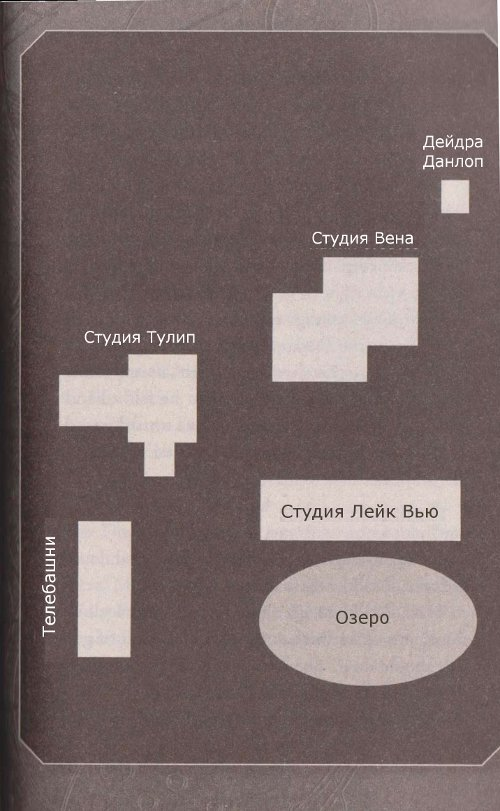 Дейдра
Данлоп
Студия Вена
Студия Тулип
Студия Лейк Вью
Телебашни
Озеро